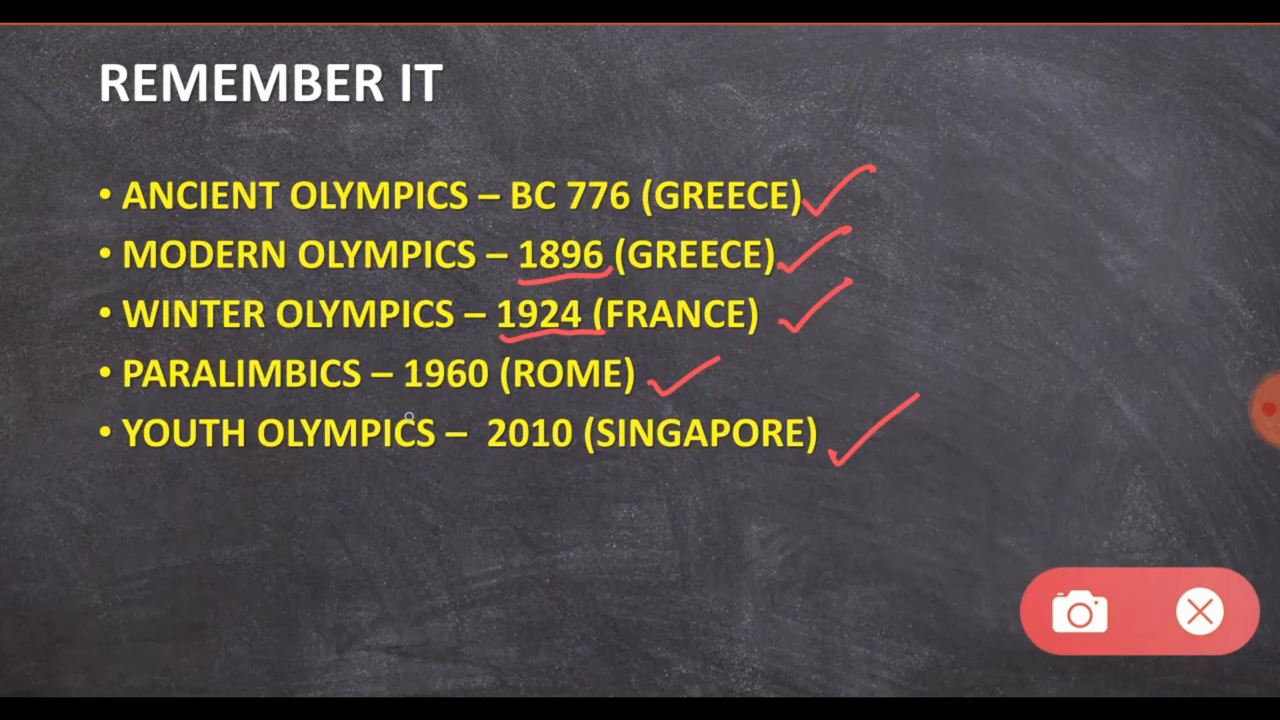 REMEMBER IT
• ANCIENT OLYMPICS – BC 776 (GREECE)
• MODERN OLYMPICS – 1896 (GREECE)
• WINTER OLYMPICS – 1924 (FRANCE)
• PARALIMBICS – 1960 (ROME)
• YOUTH OLYMPICS – 2010 (SINGAPORE)